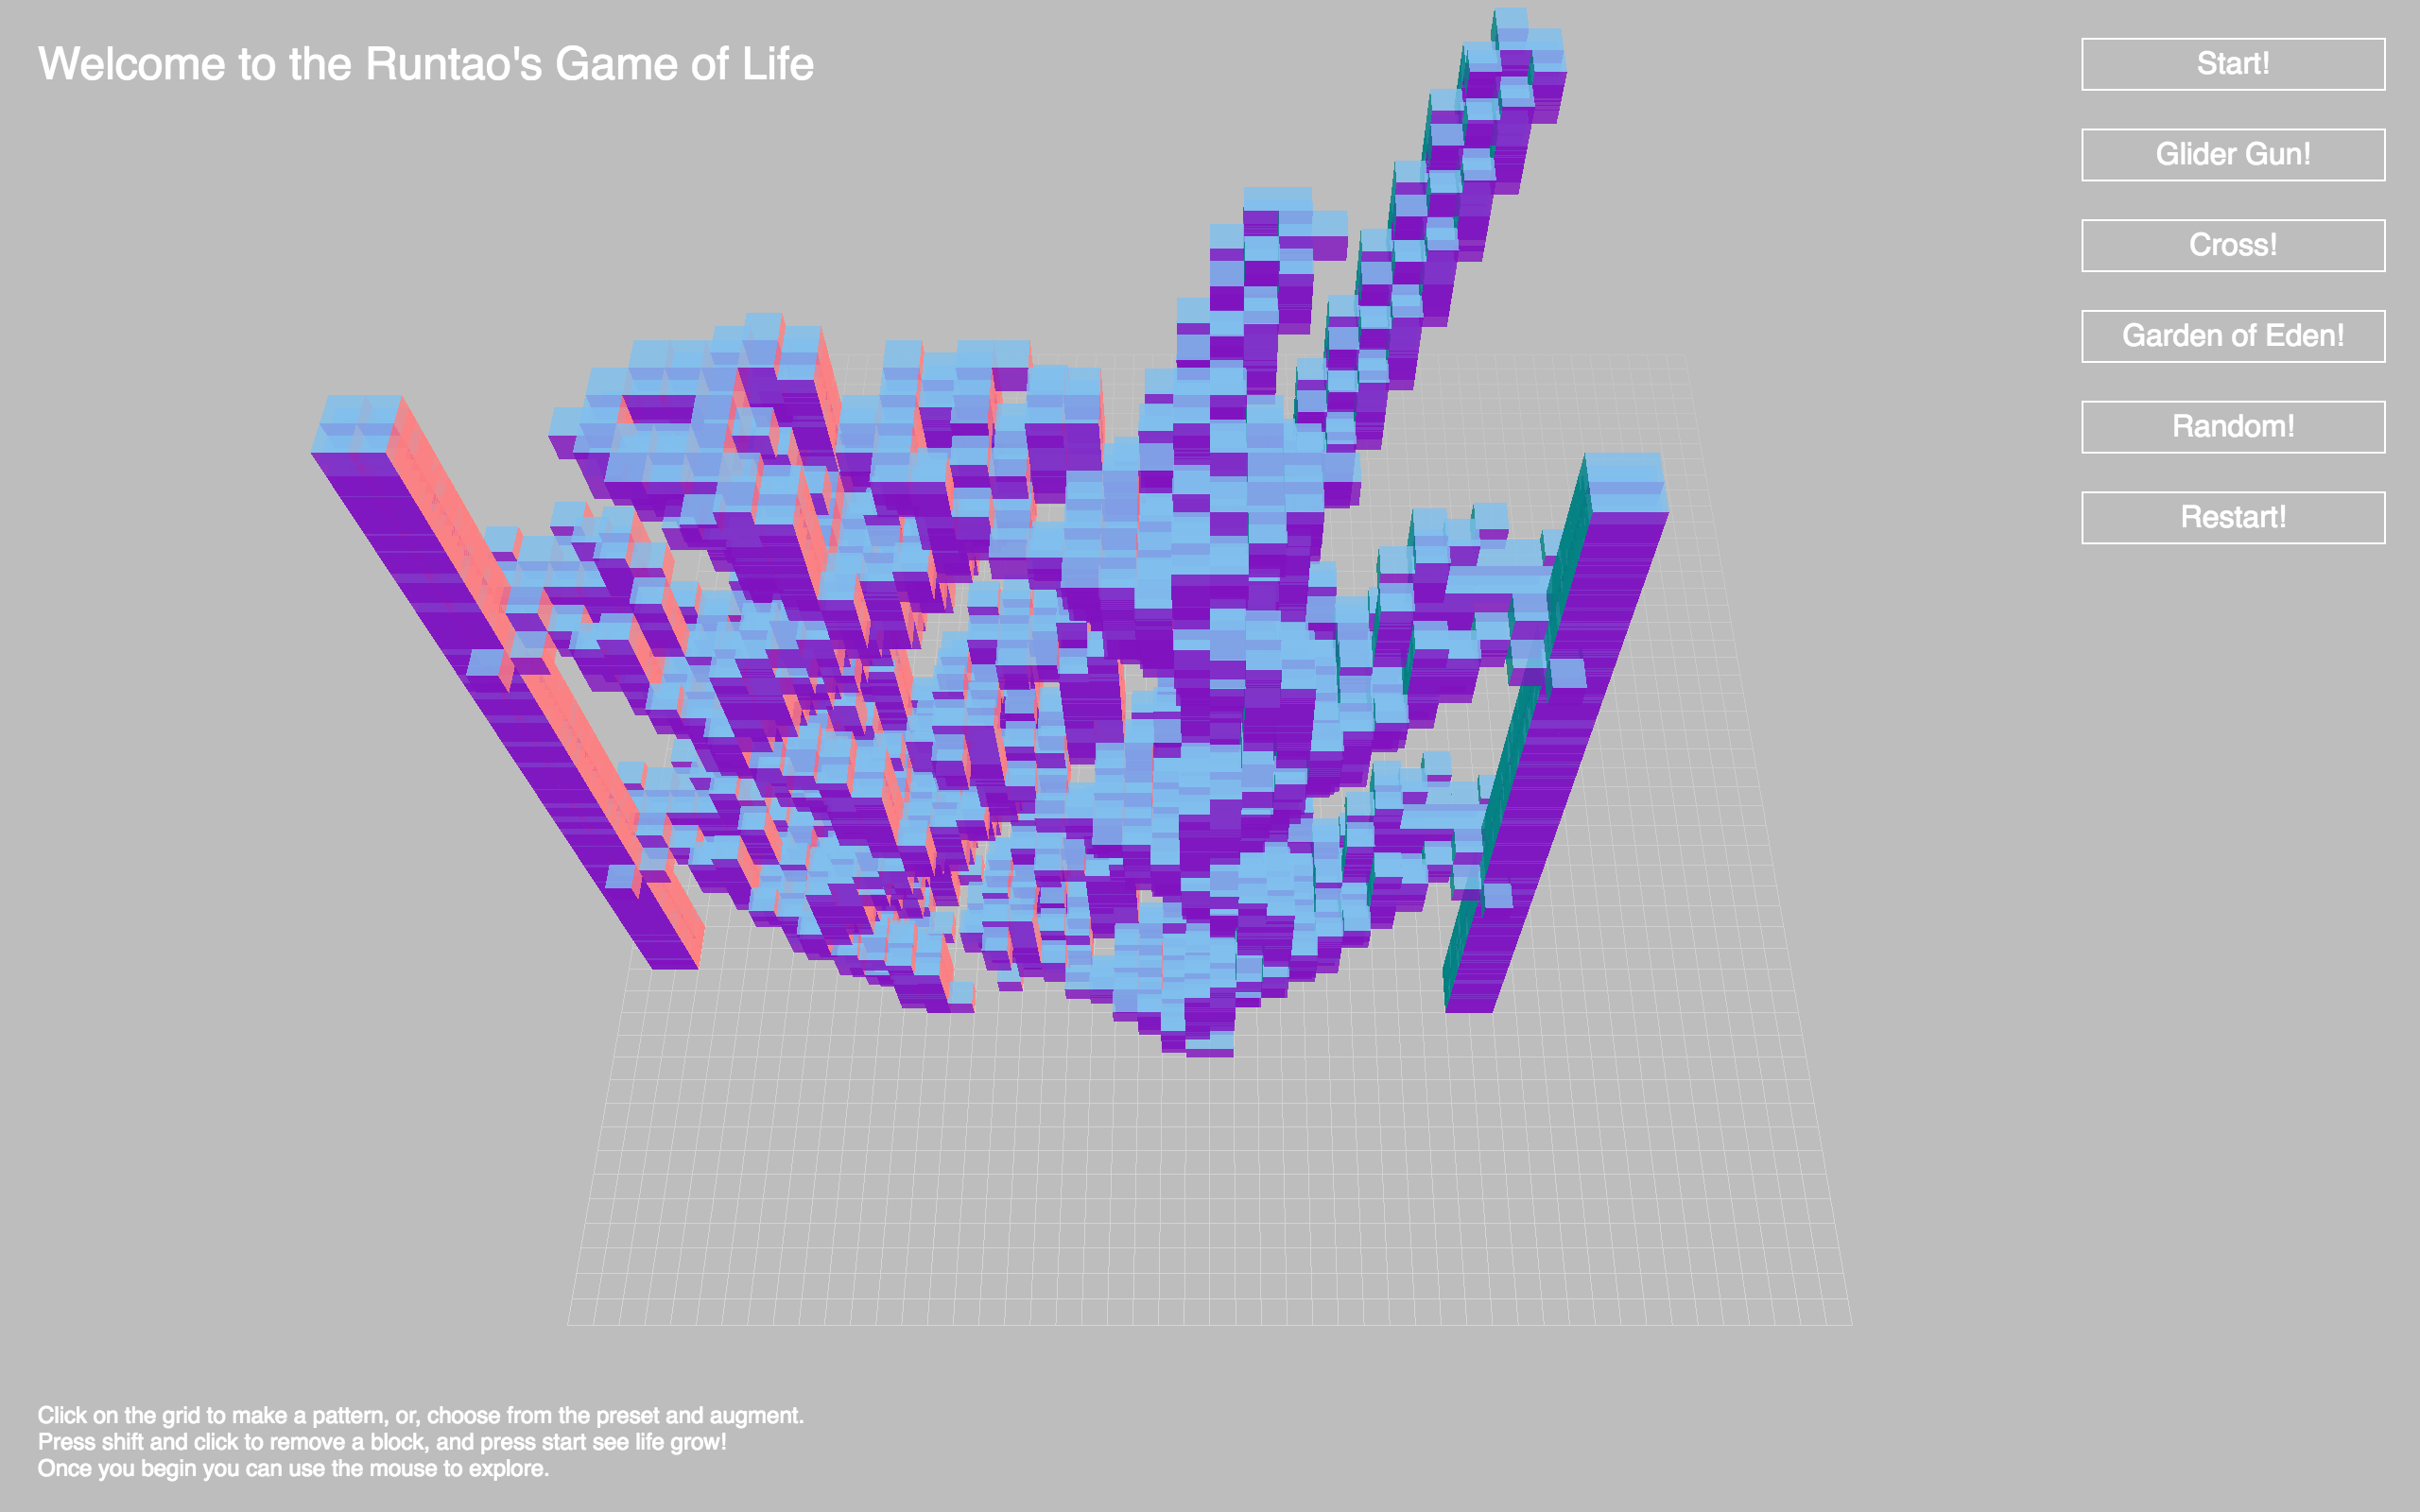 Welcome to the Runtao's Game of Life
Start!
Glider Gun!
Cross!
Garden of Eden!
Random!
Restart!
Click on the grid to make a pattern, or, choose from the preset and augment.
Press shift and click to remove a block, and press start see life grow!
Once you begin you can use the mouse to explore.